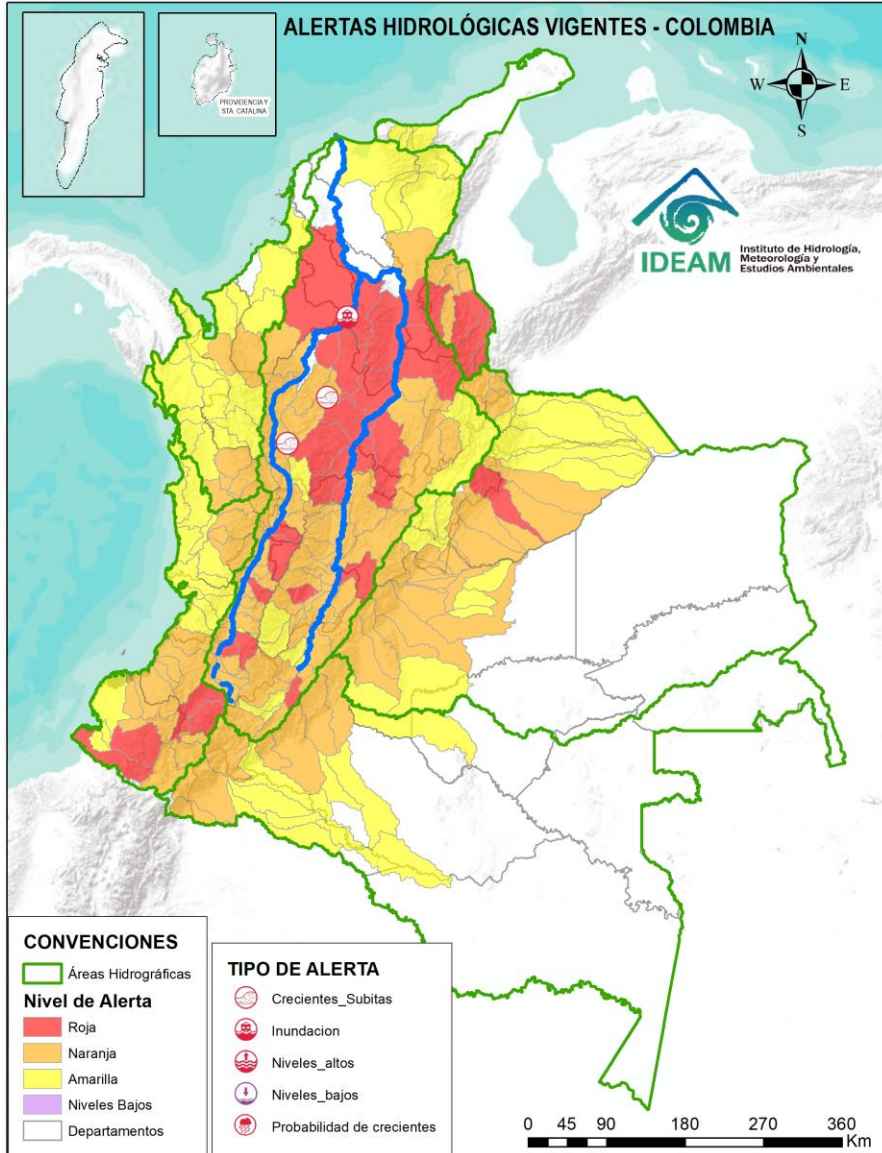 ALERTAS HIDROLÓGICAS VIGENTES - COLOMBIA
PROVIDENCIA Y
STA. CATALINA
N
W
E
S
IDEAM
Instituto de Hidrología,
Meteorología y
Estudios Ambientales
CONVENCIONES
Áreas Hidrográficas
Nivel de Alerta
Roja
Naranja
Amarilla
Niveles Bajos
Departamentos
TIPO DE ALERTA
Crecientes_Subitas
Inundacion
Niveles_altos
Niveles_bajos
Probabilidad de crecientes
0 45 90 180 270 360
Km